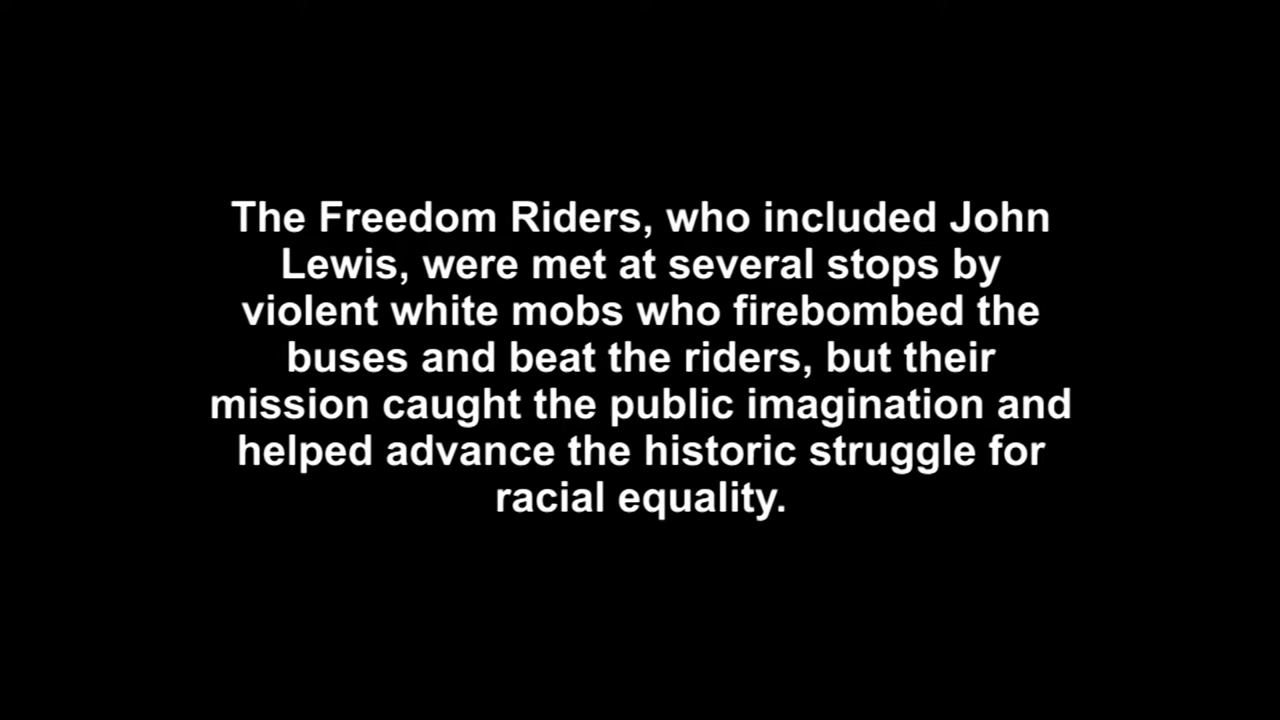 The Freedom Riders, who included John
Lewis, were met at several stops by
violent white mobs who firebombed the
buses and beat the riders, but their
mission caught the public imagination and
helped advance the historic struggle for
racial equality.